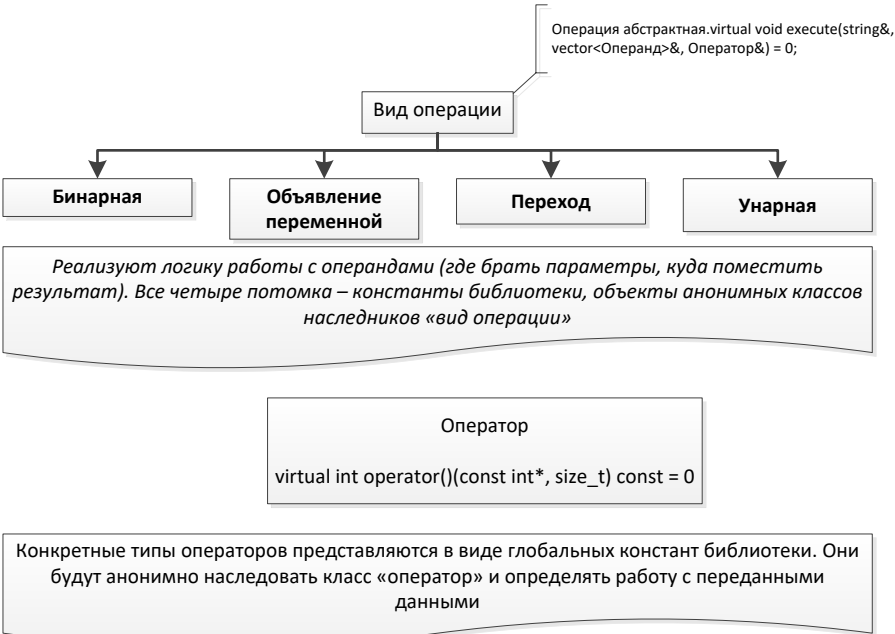 Операция абстрактная.virtual void execute(string&,
vector<Операнд>&, Оператор&) = 0;
Вид операции
Бинарная
Объявление
переменной
Переход
Унарная
Реализуют логику работы с операндами (где брать параметры, куда поместить
результат). Все четыре потомка – константы библиотеки, объекты анонимных классов
наследников «вид операции»
Оператор
virtual int operator()(const int*, size_t) const = 0
Конкретные типы операторов представляются в виде глобальных констант библиотеки. Они
будут анонимно наследовать класс «оператор» и определять работу с переданными
данными